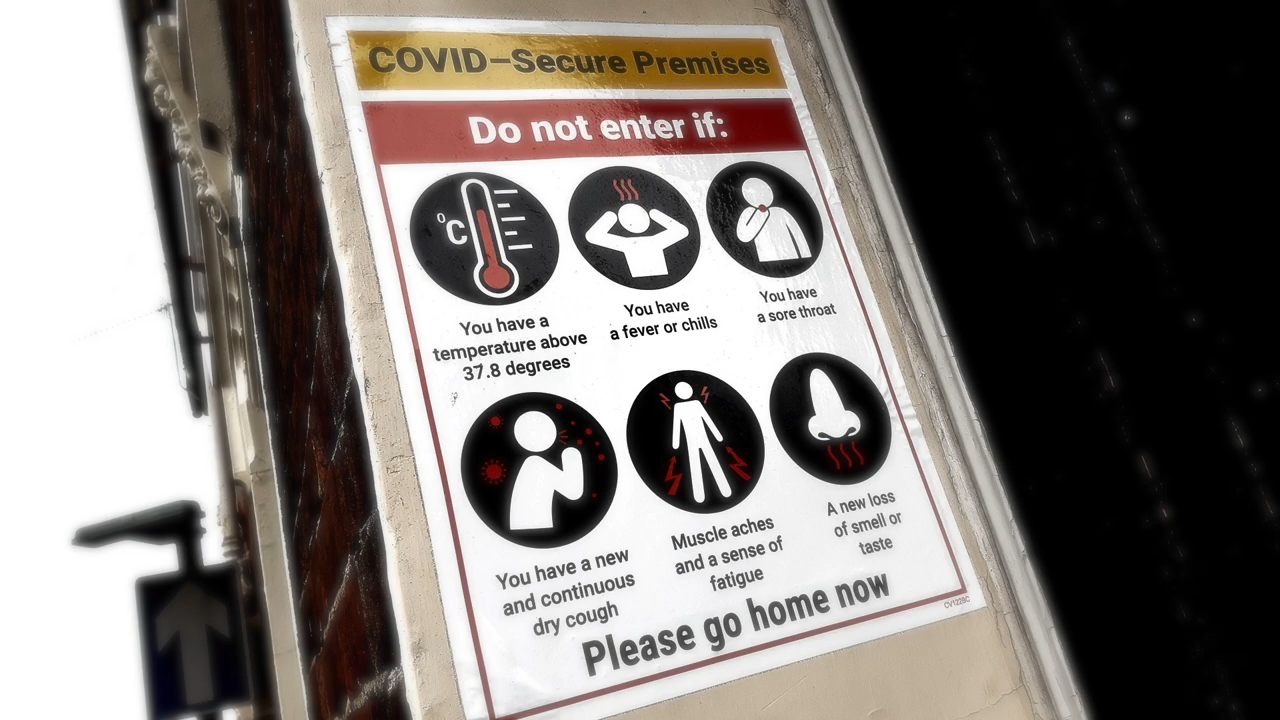 COVID–Secure Premises
Do not enter if:
°C
You have a
temperature above
37.8 degrees
You have
a fever or chills
You have
a sore throat
You have a new
and continuous
dry cough
Muscle aches
and a sense of
fatigue
A new loss
of smell or
taste
Please go home now
CV122SC